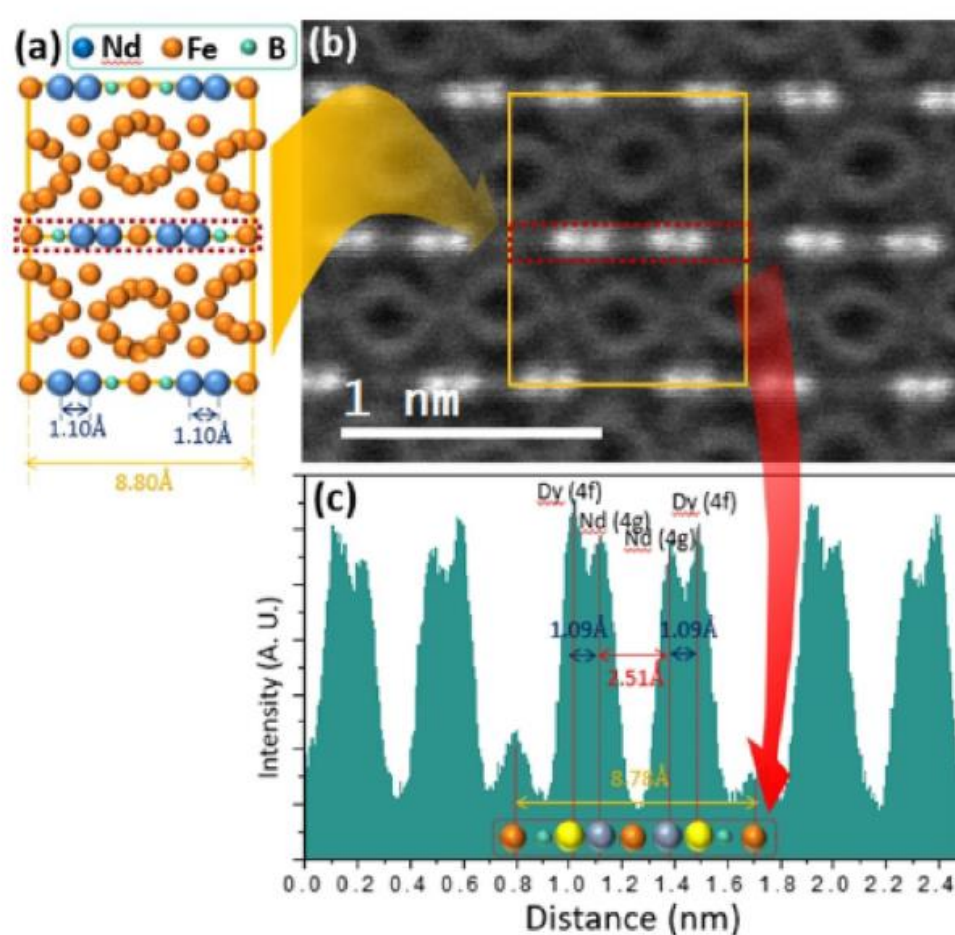 (a) Nd Fe B
1.10Å 1.10Å
8.80Å
(b)
1 nm
(c)
Dy (4f) Dy (4f)
Nd (4g)
Nd (4g)
1.09Å 1.09Å
2.51Å
8.78Å
Intensity (A. U.)
0.0 0.2 0.4 0.6 0.8 1.0 1.2 1.4 1.6 1.8 2.0 2.2 2.4
Distance (nm)